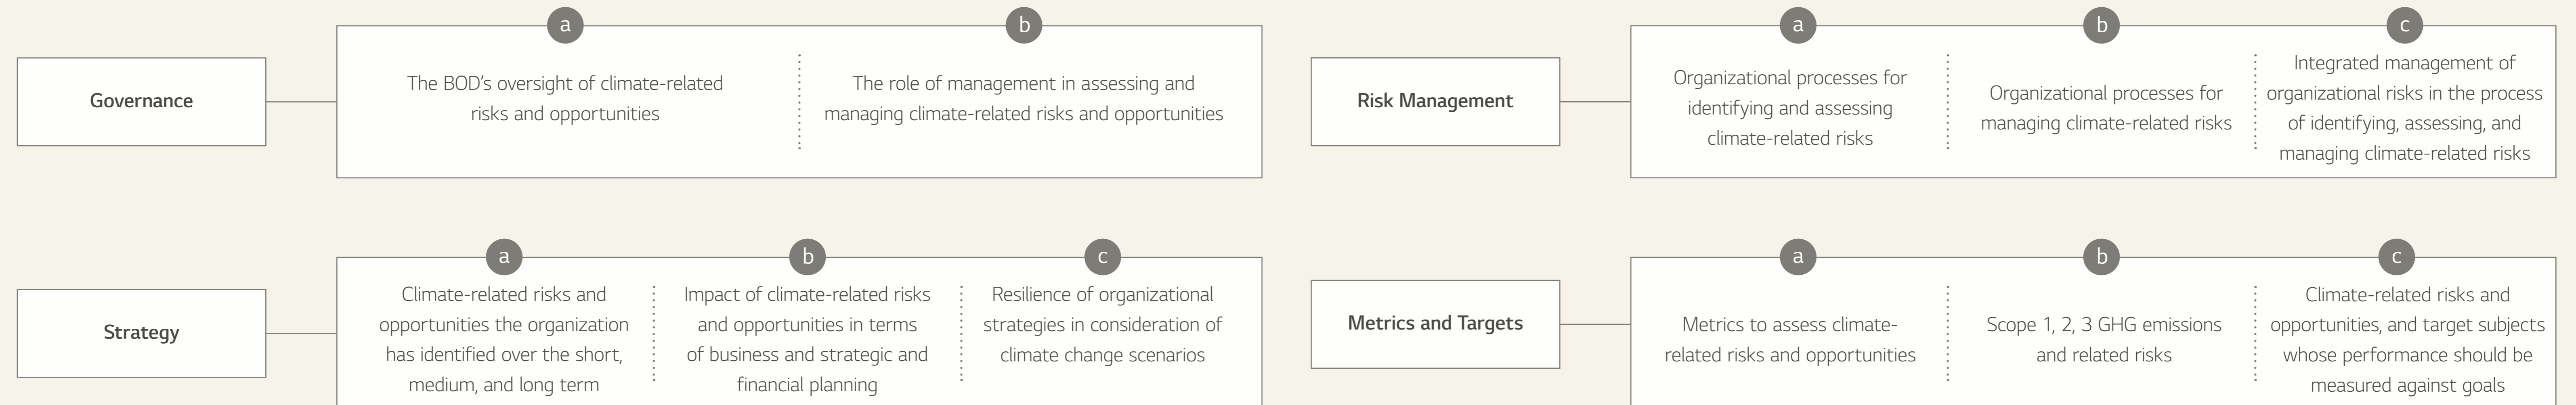 Governance
a
The BOD's oversight of climate-related
risks and opportunities
b
The role of management in assessing and
managing climate-related risks and opportunities
Strategy
a
Climate-related risks and
opportunities the organization
has identified over the short,
medium, and long term
b
Impact of climate-related risks
and opportunities in terms
of business and strategic and
financial planning
c
Resilience of organizational
strategies in consideration of
climate change scenarios
Risk Management
a
Organizational processes for
identifying and assessing
climate-related risks
b
Organizational processes for
managing climate-related risks
c
Integrated management of
organizational risks in the process
of identifying, assessing, and
managing climate-related risks
Metrics and Targets
a
Metrics to assess climate-
related risks and opportunities
b
Scope 1, 2, 3 GHG emissions
and related risks
c
Climate-related risks and
opportunities, and target subjects
whose performance should be
measured against goals